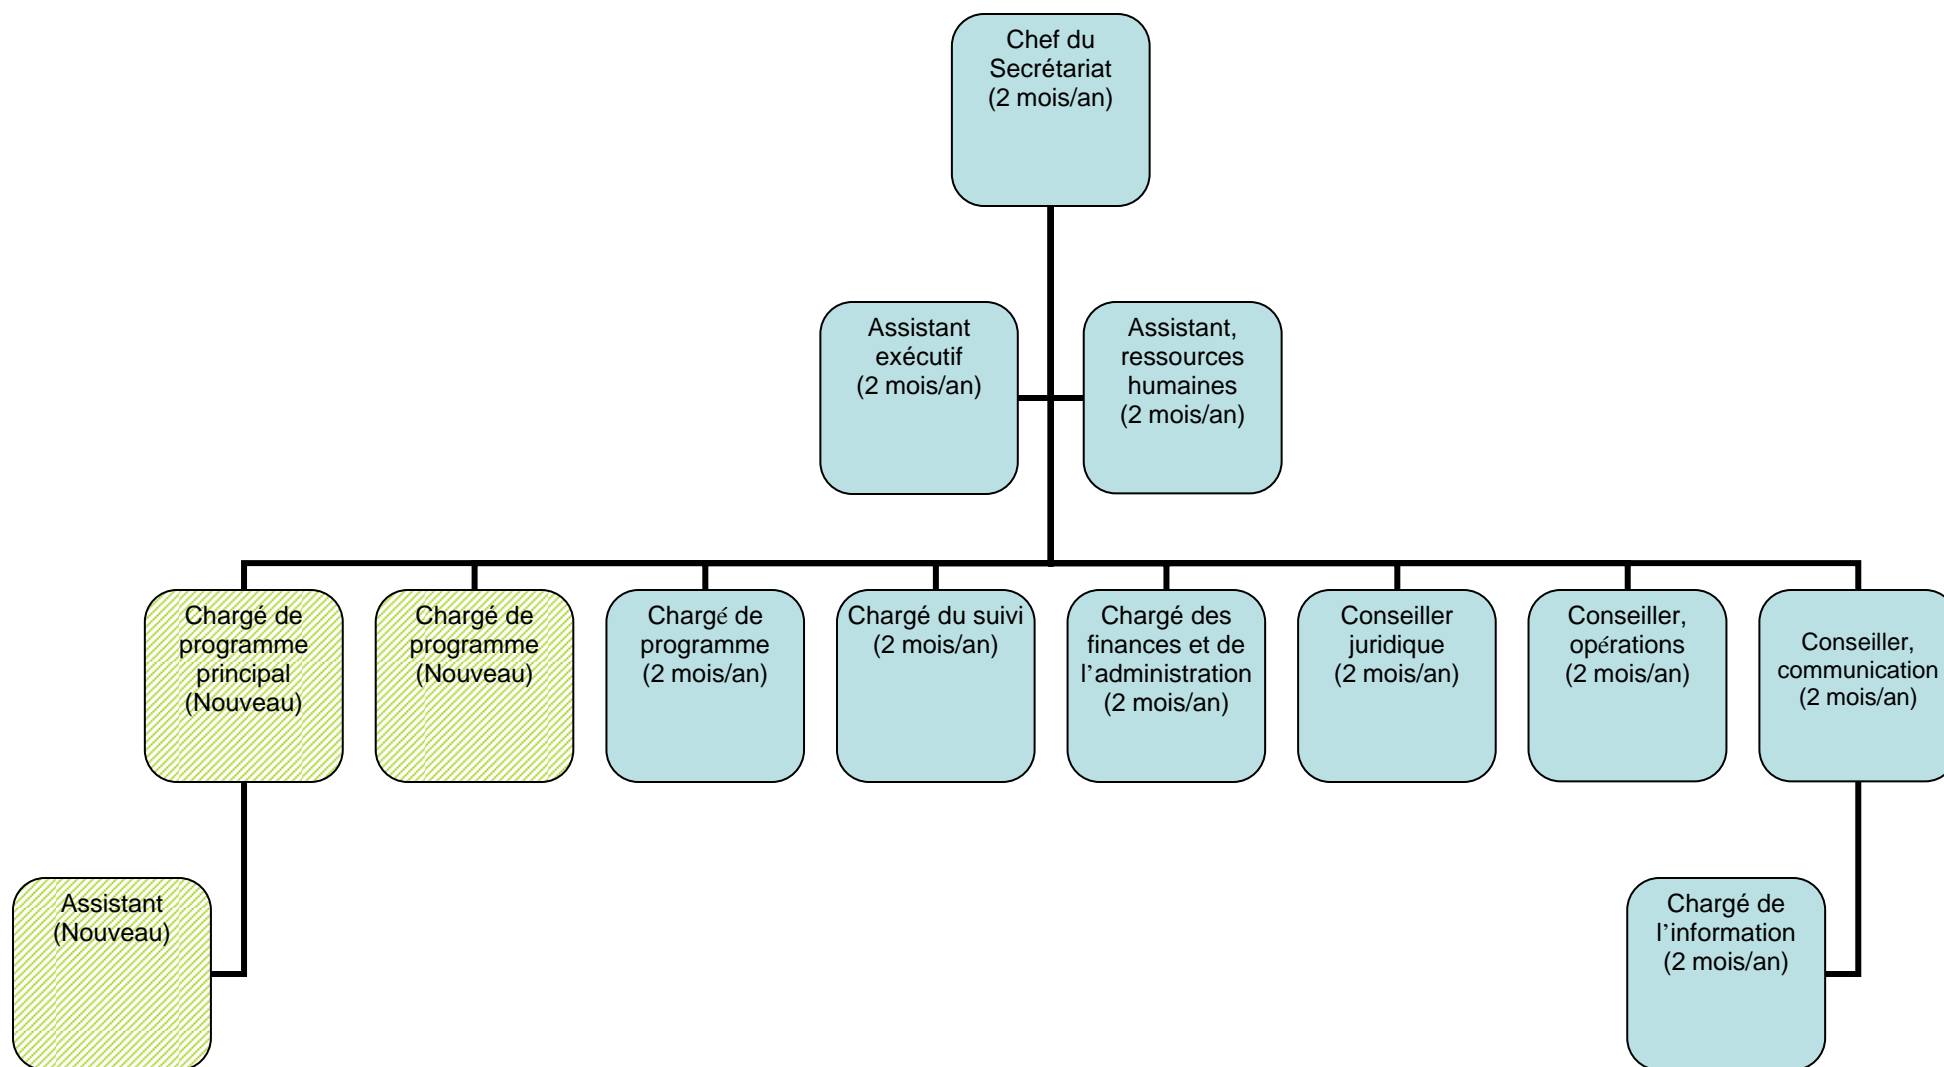 Chef du
Secrétariat
(2 mois/an)
Assistant
exécutif
(2 mois/an)
Assistant,
ressources
humaines
(2 mois/an)
Chargé de
programme
principal
(Nouveau)
Chargé de
programme
(Nouveau)
Chargé de
programme
(2 mois/an)
Chargé du suivi
(2 mois/an)
Chargé des
finances et de
l’administration
(2 mois/an)
Conseiller
juridique
(2 mois/an)
Conseiller,
opérations
(2 mois/an)
Conseiller,
communication
(2 mois/an)
Assistant
(Nouveau)
Chargé de
l’information
(2 mois/an)